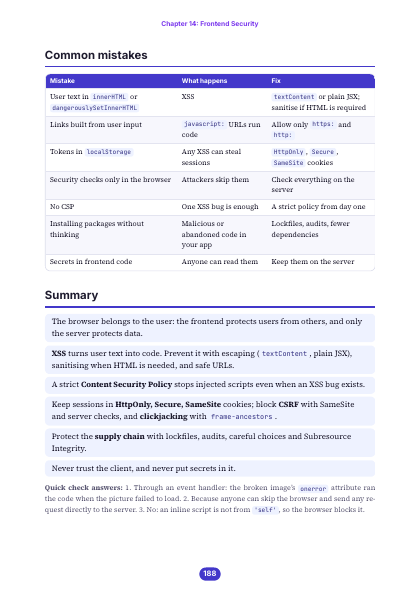 Chapter 14: Frontend Security
Common mistakes
Mistake What happens Fix
User text in innerHTML or XSS textContent or plain JSX;
dangerouslySetInnerHTML sanitise if HTML is required
Links built from user input javascript: URLs run Allow only https: and
code http:
Tokens in localStorage Any XSS can steal HttpOnly, Secure,
sessions SameSite cookies
Security checks only in the browser Attackers skip them Check everything on the
server
No CSP One XSS bug is enough A strict policy from day one
Installing packages without Malicious or Lockfiles, audits, fewer
thinking abandoned code in dependencies
your app
Secrets in frontend code Anyone can read them Keep them on the server
Summary
The browser belongs to the user: the frontend protects users from others, and only
the server protects data.
XSS turns user text into code. Prevent it with escaping ( textContent , plain JSX),
sanitising when HTML is needed, and safe URLs.
A strict Content Security Policy stops injected scripts even when an XSS bug exists.
Keep sessions in HttpOnly, Secure, SameSite cookies; block CSRF with SameSite
and server checks, and clickjacking with frame-ancestors .
Protect the supply chain with lockfiles, audits, careful choices and Subresource
Integrity.
Never trust the client, and never put secrets in it.
Quick check answers: 1. Through an event handler: the broken image's onerror attribute ran
the code when the picture failed to load. 2. Because anyone can skip the browser and send any re-
quest directly to the server. 3. No: an inline script is not from 'self', so the browser blocks it.
188